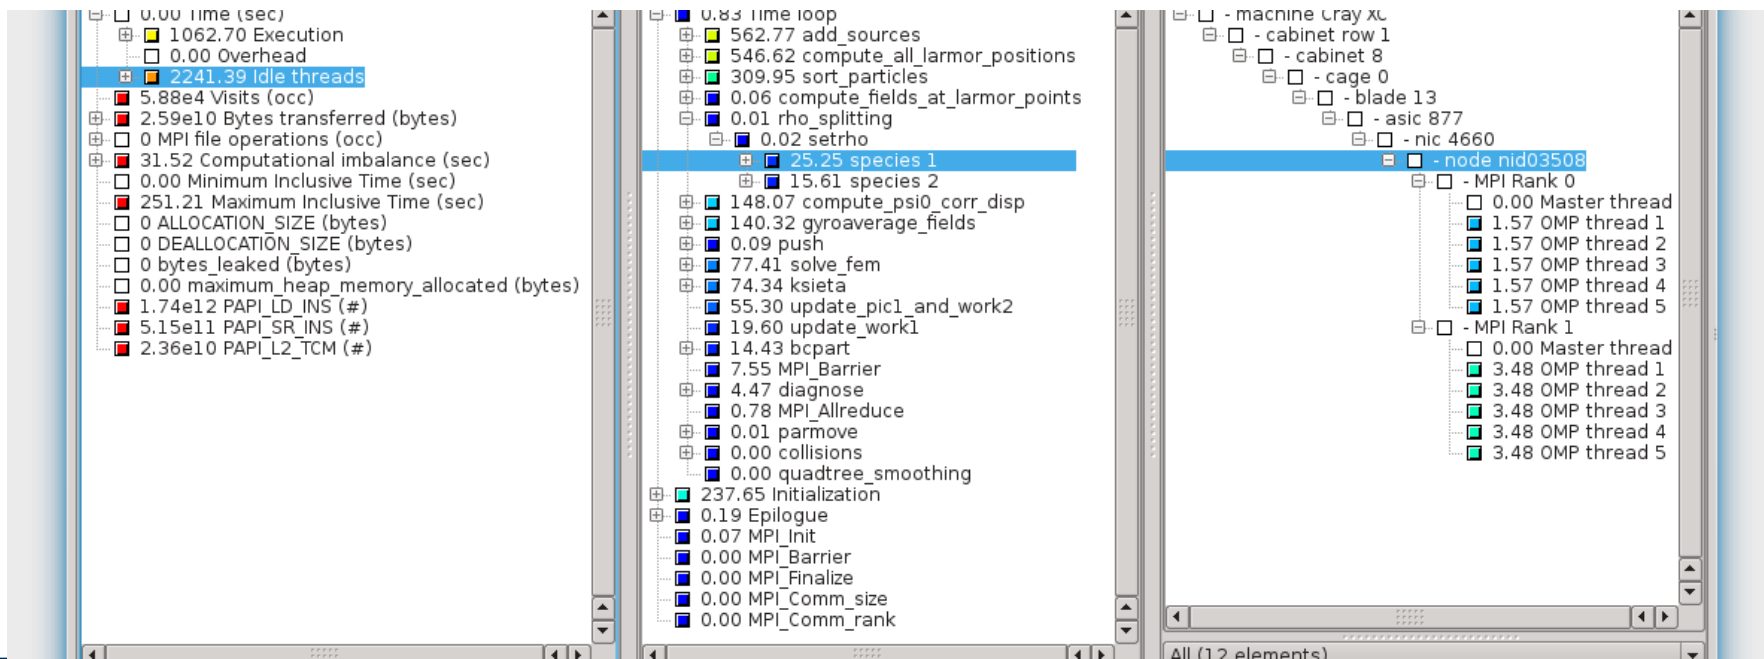 0.00 Time (sec)
1062.70 Execution
0.00 Overhead
2241.39 Idle threads
5.88e4 Visits (occ)
2.59e10 Bytes transferred (bytes)
0 MPI file operations (occ)
31.52 Computational imbalance (sec)
0.00 Minimum Inclusive Time (sec)
251.21 Maximum Inclusive Time (sec)
0 ALLOCATION_SIZE (bytes)
0 DEALLOCATION_SIZE (bytes)
0 bytes_leaked (bytes)
0.00 maximum_heap_memory_allocated (bytes)
1.74e12 PAPI_LD_INS (#)
5.15e11 PAPI_SR_INS (#)
2.36e10 PAPI_L2_TCM (#)
0.83 Time loop
562.77 add_sources
546.62 compute_all_larmor_positions
309.95 sort_particles
0.06 compute_fields_at_larmor_points
0.01 rho_splitting
0.02 setrho
25.25 species 1
15.61 species 2
148.07 compute_psi0_corr_disp
140.32 gyroaverage_fields
0.09 push
77.41 solve_fem
74.34 ksieta
55.30 update_pic1_and_work2
19.60 update_work1
14.43 bcpart
7.55 MPI_Barrier
4.47 diagnose
0.78 MPI_Allreduce
0.01 parmove
0.00 collisions
0.00 quadtree_smoothing
237.65 Initialization
0.19 Epilogue
0.07 MPI_Init
0.00 MPI_Barrier
0.00 MPI_Finalize
0.00 MPI_Comm_size
0.00 MPI_Comm_rank
- machine Cray XC
- cabinet row 1
- cabinet 8
- cage 0
- blade 13
- asic 877
- nic 4660
- node nid03508
- MPI Rank 0
0.00 Master thread
1.57 OMP thread 1
1.57 OMP thread 2
1.57 OMP thread 3
1.57 OMP thread 4
1.57 OMP thread 5
- MPI Rank 1
0.00 Master thread
3.48 OMP thread 1
3.48 OMP thread 2
3.48 OMP thread 3
3.48 OMP thread 4
3.48 OMP thread 5
All (12 elements)